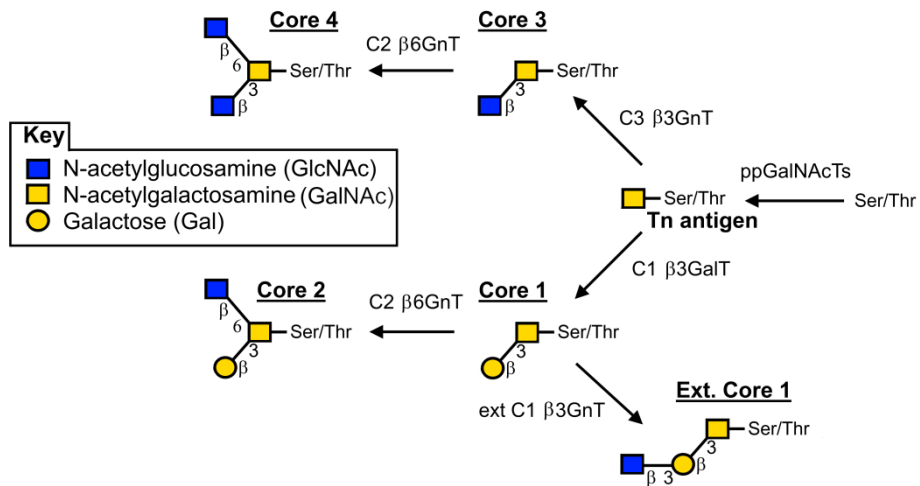 Core 4
C2 β6GnT
Core 3
β
6
3
β
Ser/Thr
3
β
Ser/Thr
C3 β3GnT
Key
N-acetylglucosamine (GlcNAc)
N-acetylgalactosamine (GalNAc)
Galactose (Gal)
ppGalNAcTs
Ser/Thr
Ser/Thr
Tn antigen
C1 β3GalT
Core 2
C2 β6GnT
Core 1
β
6
3
β
Ser/Thr
3
β
Ser/Thr
ext C1 β3GnT
Ext. Core 1
Ser/Thr
3
β
β 3